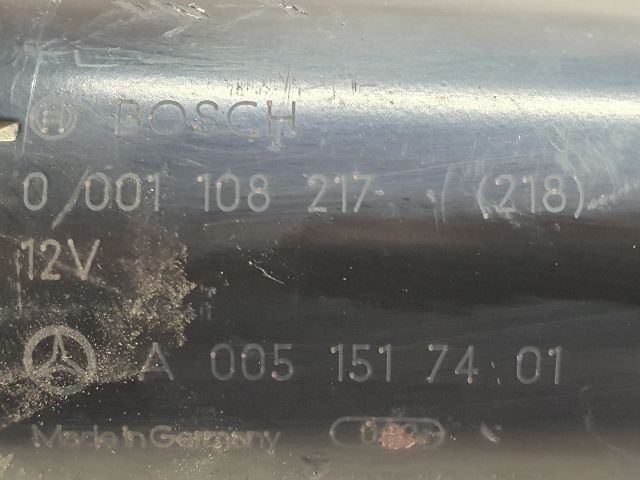 BOSCH
0 001 108 217 (218)
12V
A 005 151 74 01
Made in Germany